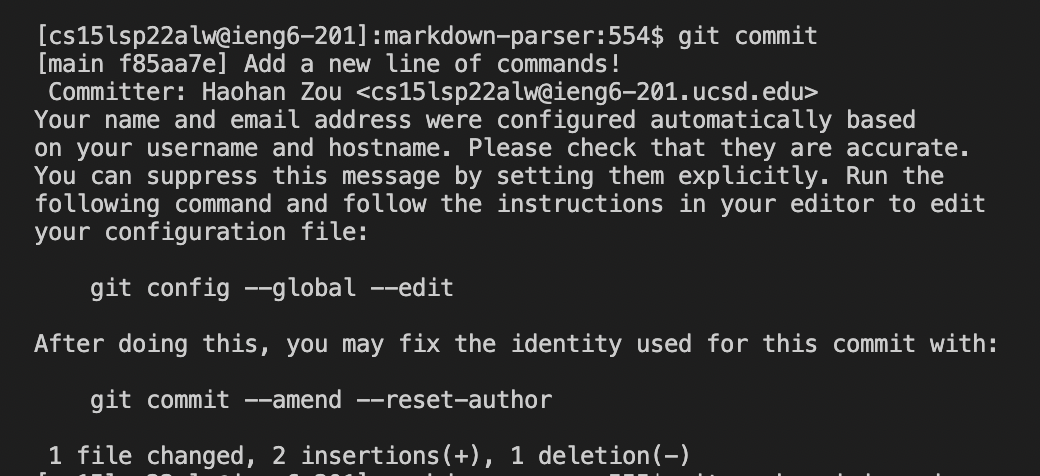 [cs15lsp22alw@ieng6-201]:markdown-parser:554$ git commit
[main f85aa7e] Add a new line of commands!
 Committer: Haohan Zou <cs15lsp22alw@ieng6-201.ucsd.edu>
Your name and email address were configured automatically based
on your username and hostname. Please check that they are accurate.
You can suppress this message by setting them explicitly. Run the
following command and follow the instructions in your editor to edit
your configuration file:

    git config --global --edit

After doing this, you may fix the identity used for this commit with:

    git commit --amend --reset-author

 1 file changed, 2 insertions(+), 1 deletion(-)